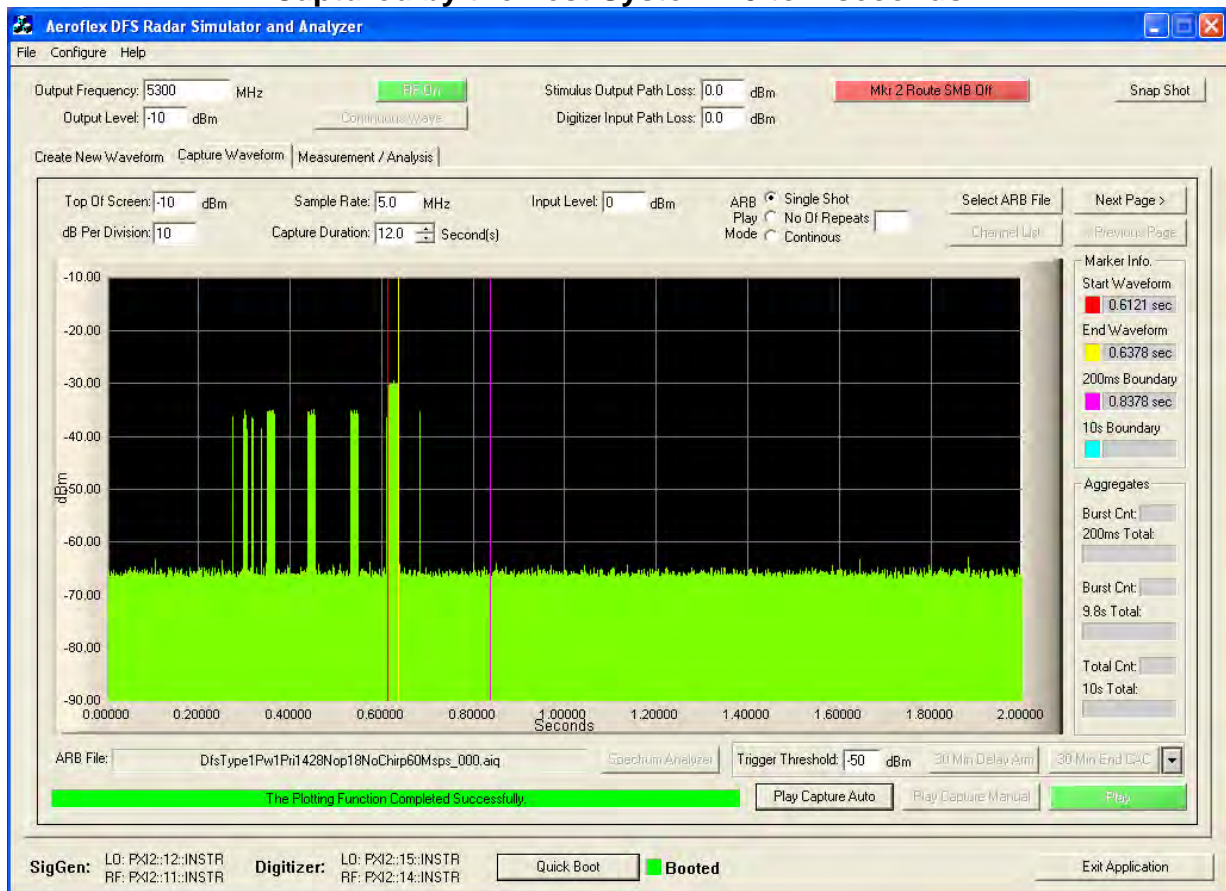 Aeroflex DFS Radar Simulator and Analyzer
File Configure Help
Output Frequency: 5300 MHz
RF On
Stimulus Output Path Loss: 0.0 dBm
Mkr 2 Route SMB Off
Snap Shot
Output Level: -10 dBm
Continuous Wave
Digitizer Input Path Loss: 0.0 dBm
Create New Waveform Capture Waveform Measurement / Analysis
Top Of Screen: -10 dBm
Sample Rate: 5.0 MHz
Input Level: 0 dBm
ARB Play Mode
Single Shot
No Of Repeats
Continous
Select ARB File
Next Page >
dB Per Division: 10
Capture Duration: 12.0 Second(s)
Channel List
< Previous Page
Marker Info.
Start Waveform
0.6121 sec
End Waveform
0.6378 sec
200ms Boundary
0.8378 sec
10s Boundary
Aggregates
Burst Cnt:
200ms Total:
Burst Cnt:
9.8s Total:
Total Cnt:
10s Total:
-10.00
-20.00
-30.00
-40.00
-50.00
-60.00
-70.00
-80.00
-90.00
dBm
0.00000 0.20000 0.40000 0.60000 0.80000 1.00000 1.20000 1.40000 1.60000 1.80000 2.00000
Seconds
ARB File: DfsType1Pw1Pri1428Nop18NoChirp60Msps_000.aiq
Spectrum Analyzer
Trigger Threshold: -50 dBm
30 Min Delay Arm
30 Min End CAC
The Plotting Function Completed Successfully.
Play Capture Auto
Play Capture Manual
Play
SigGen: LO: PXI2::12::INSTR
RF: PXI2::11::INSTR
Digitizer: LO: PXI2::15::INSTR
RF: PXI2::14::INSTR
Quick Boot
Booted
Exit Application